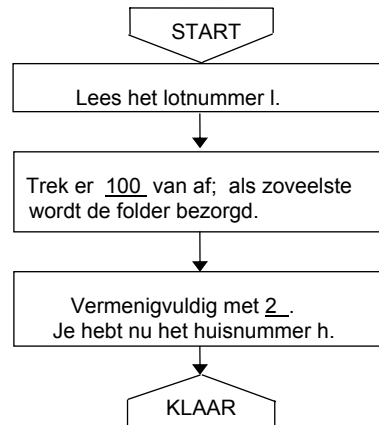 START
Lees het lotnummer l.
Trek er 100 van af; als zoveelste
wordt de folder bezorgd.
Vermenigvuldig met 2 .
Je hebt nu het huisnummer h.
KLAAR